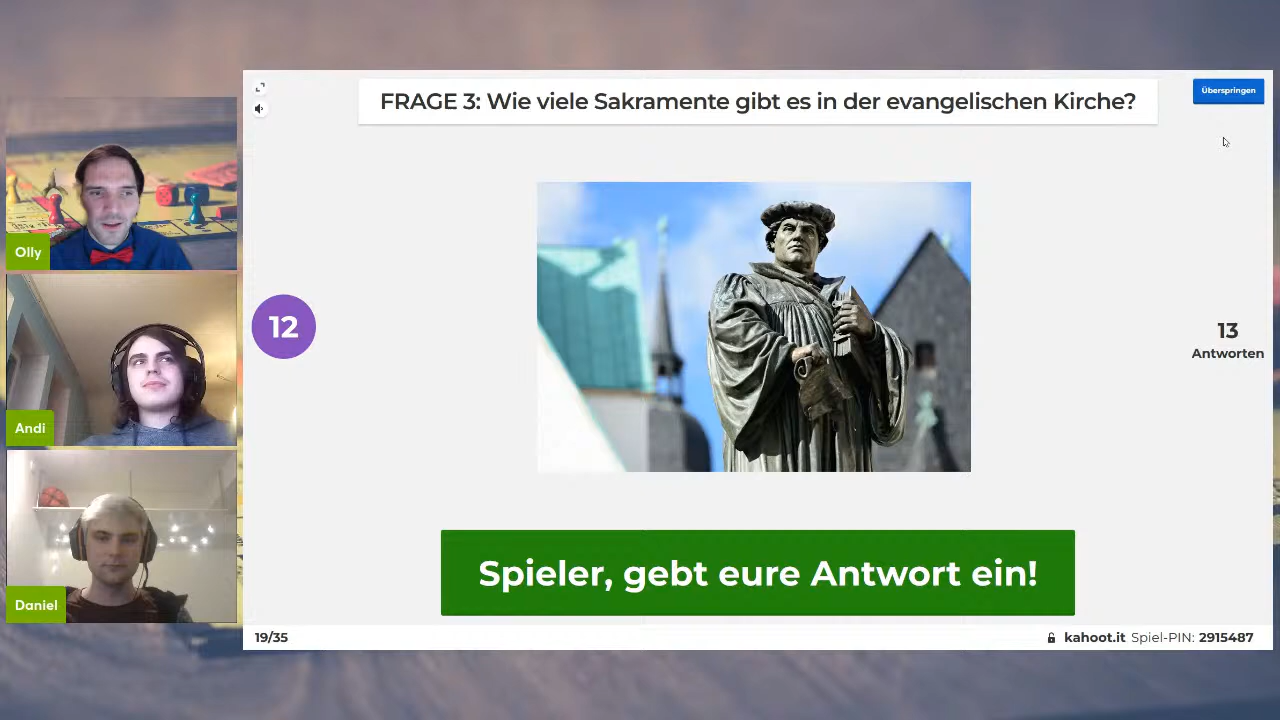 FRAGE 3: Wie viele Sakramente gibt es in der evangelischen Kirche?
Überspringen
Olly
12
13
Antworten
Andi
Spieler, gebt eure Antwort ein!
Daniel
19/35
kahoot.it Spiel-PIN: 2915487